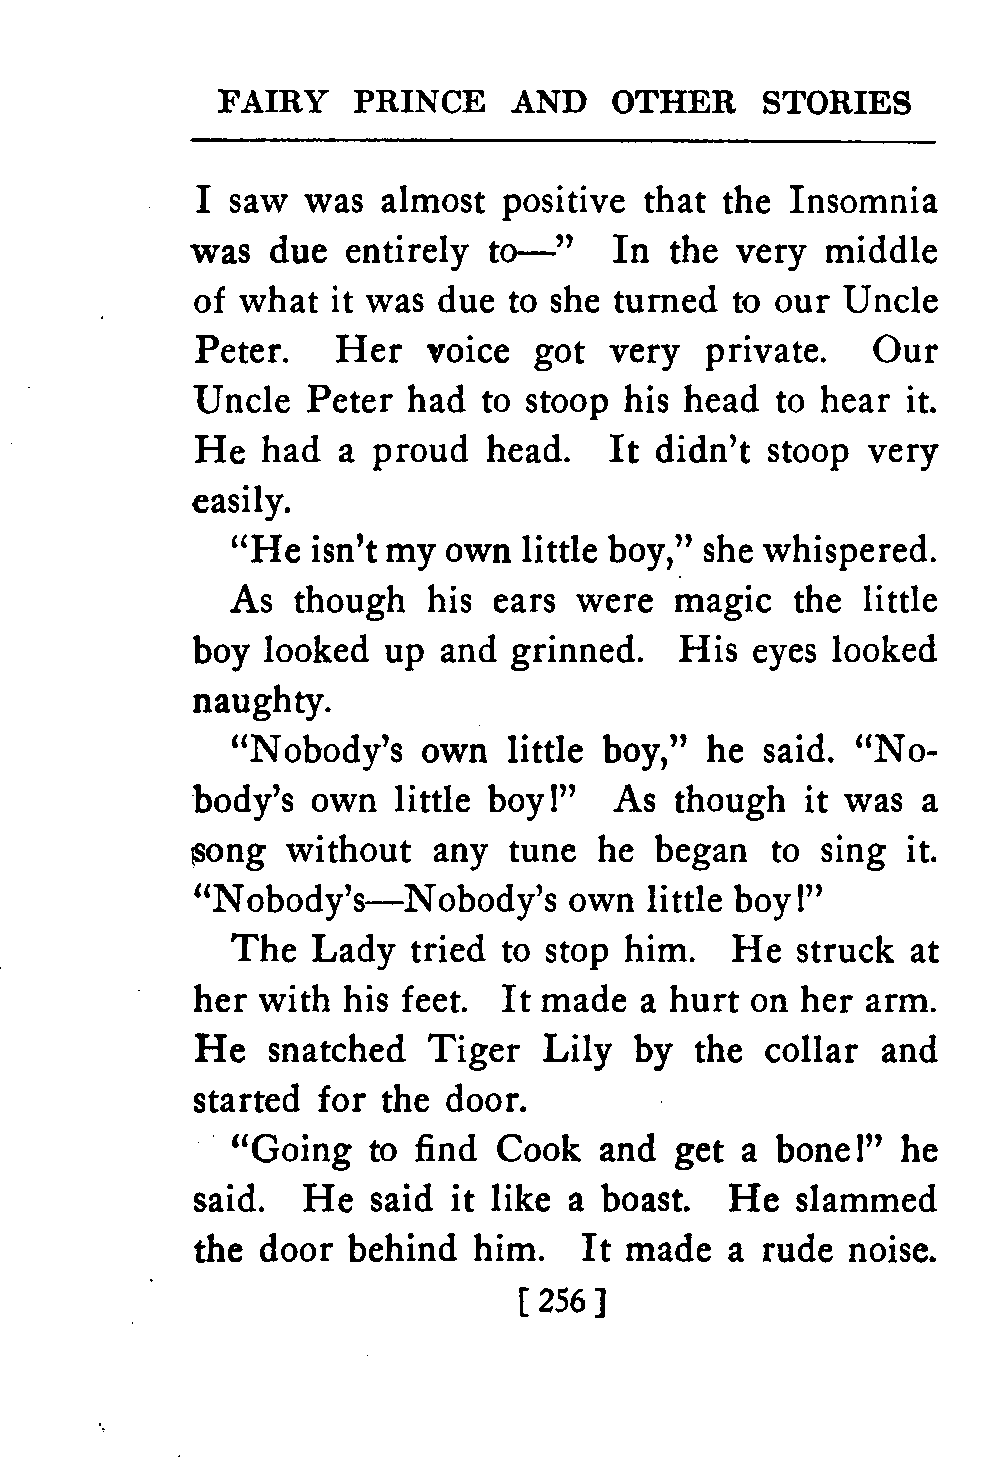 FAIRY PRINCE AND OTHER STORIES
I saw was almost positive that the Insomnia
was due entirely to—” In the very middle
of what it was due to she turned to our Uncle
Peter. Her voice got very private. Our
Uncle Peter had to stoop his head to hear it.
He had a proud head. It didn’t stoop very
easily.
“He isn’t my own little boy,” she whispered.
As though his ears were magic the little
boy looked up and grinned. His eyes looked
naughty.
“Nobody’s own little boy,” he said. “No-
body’s own little boy!” As though it was a
song without any tune he began to sing it.
“Nobody’s—Nobody’s own little boy!”
The Lady tried to stop him. He struck at
her with his feet. It made a hurt on her arm.
He snatched Tiger Lily by the collar and
started for the door.
“Going to find Cook and get a bone!” he
said. He said it like a boast. He slammed
the door behind him. It made a rude noise.
[ 256 ]